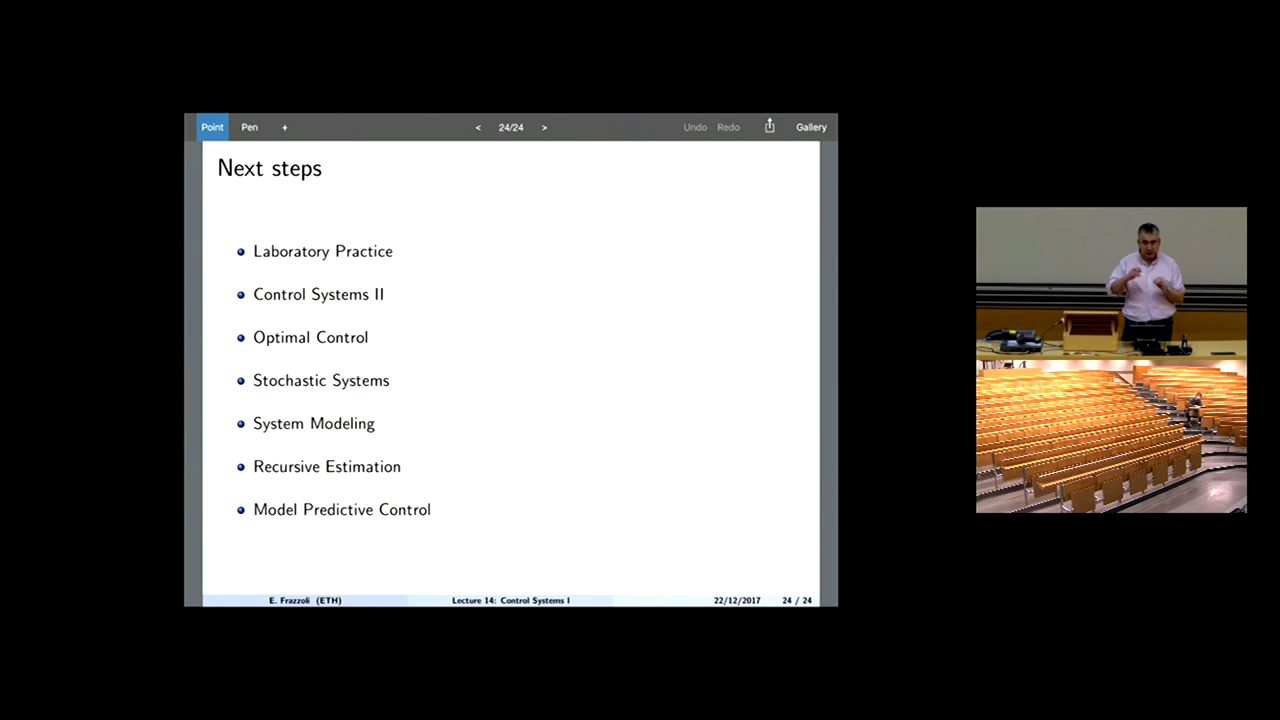 Point Pen + < 24/24 > Undo Redo Gallery
Next steps
Laboratory Practice
Control Systems II
Optimal Control
Stochastic Systems
System Modeling
Recursive Estimation
Model Predictive Control
E. Frazzoli (ETH) Lecture 14: Control Systems I 22/12/2017 24 / 24